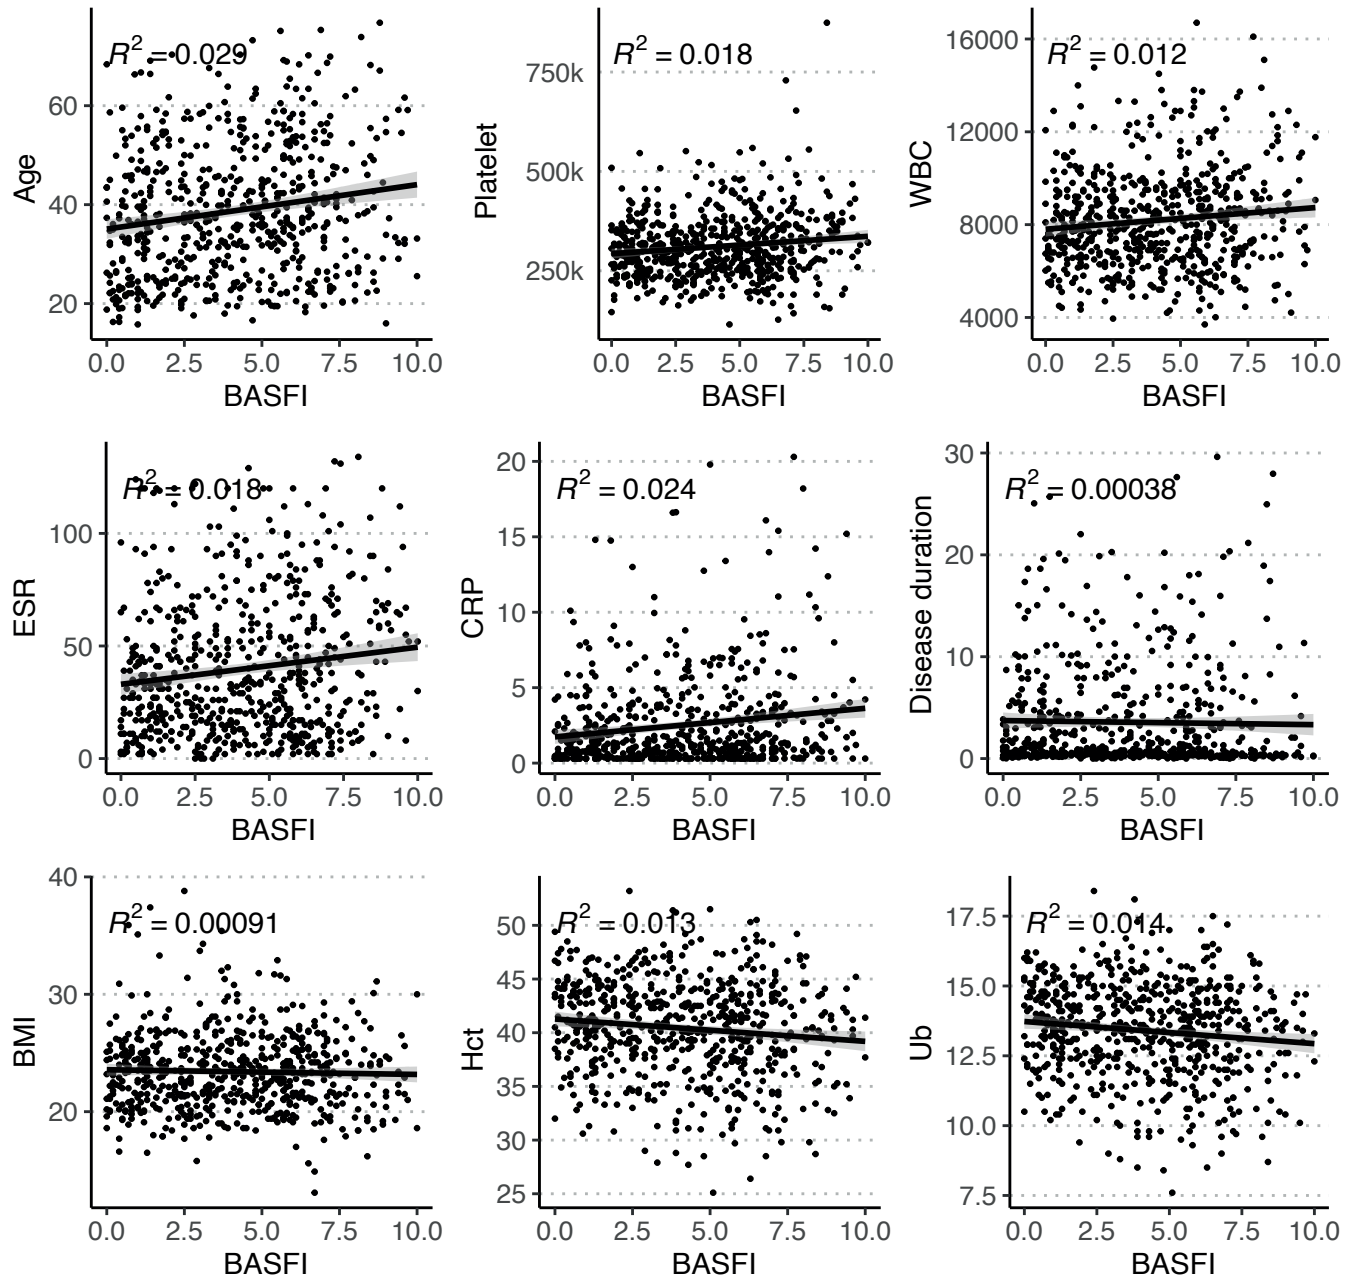 R² = 0.029
Age
60
40
20
0.0 2.5 5.0 7.5 10.0
BASFI
R² = 0.018
Platelet
750k
500k
250k
0.0 2.5 5.0 7.5 10.0
BASFI
R² = 0.012
WBC
16000
12000
8000
4000
0.0 2.5 5.0 7.5 10.0
BASFI
R² = 0.018
ESR
100
50
0
0.0 2.5 5.0 7.5 10.0
BASFI
R² = 0.024
CRP
20
15
10
5
0
0.0 2.5 5.0 7.5 10.0
BASFI
R² = 0.00038
Disease duration
30
20
10
0
0.0 2.5 5.0 7.5 10.0
BASFI
R² = 0.00091
BMI
40
30
20
0.0 2.5 5.0 7.5 10.0
BASFI
R² = 0.013
Hct
50
45
40
35
30
25
0.0 2.5 5.0 7.5 10.0
BASFI
R² = 0.014
Ub
17.5
15.0
12.5
10.0
7.5
0.0 2.5 5.0 7.5 10.0
BASFI